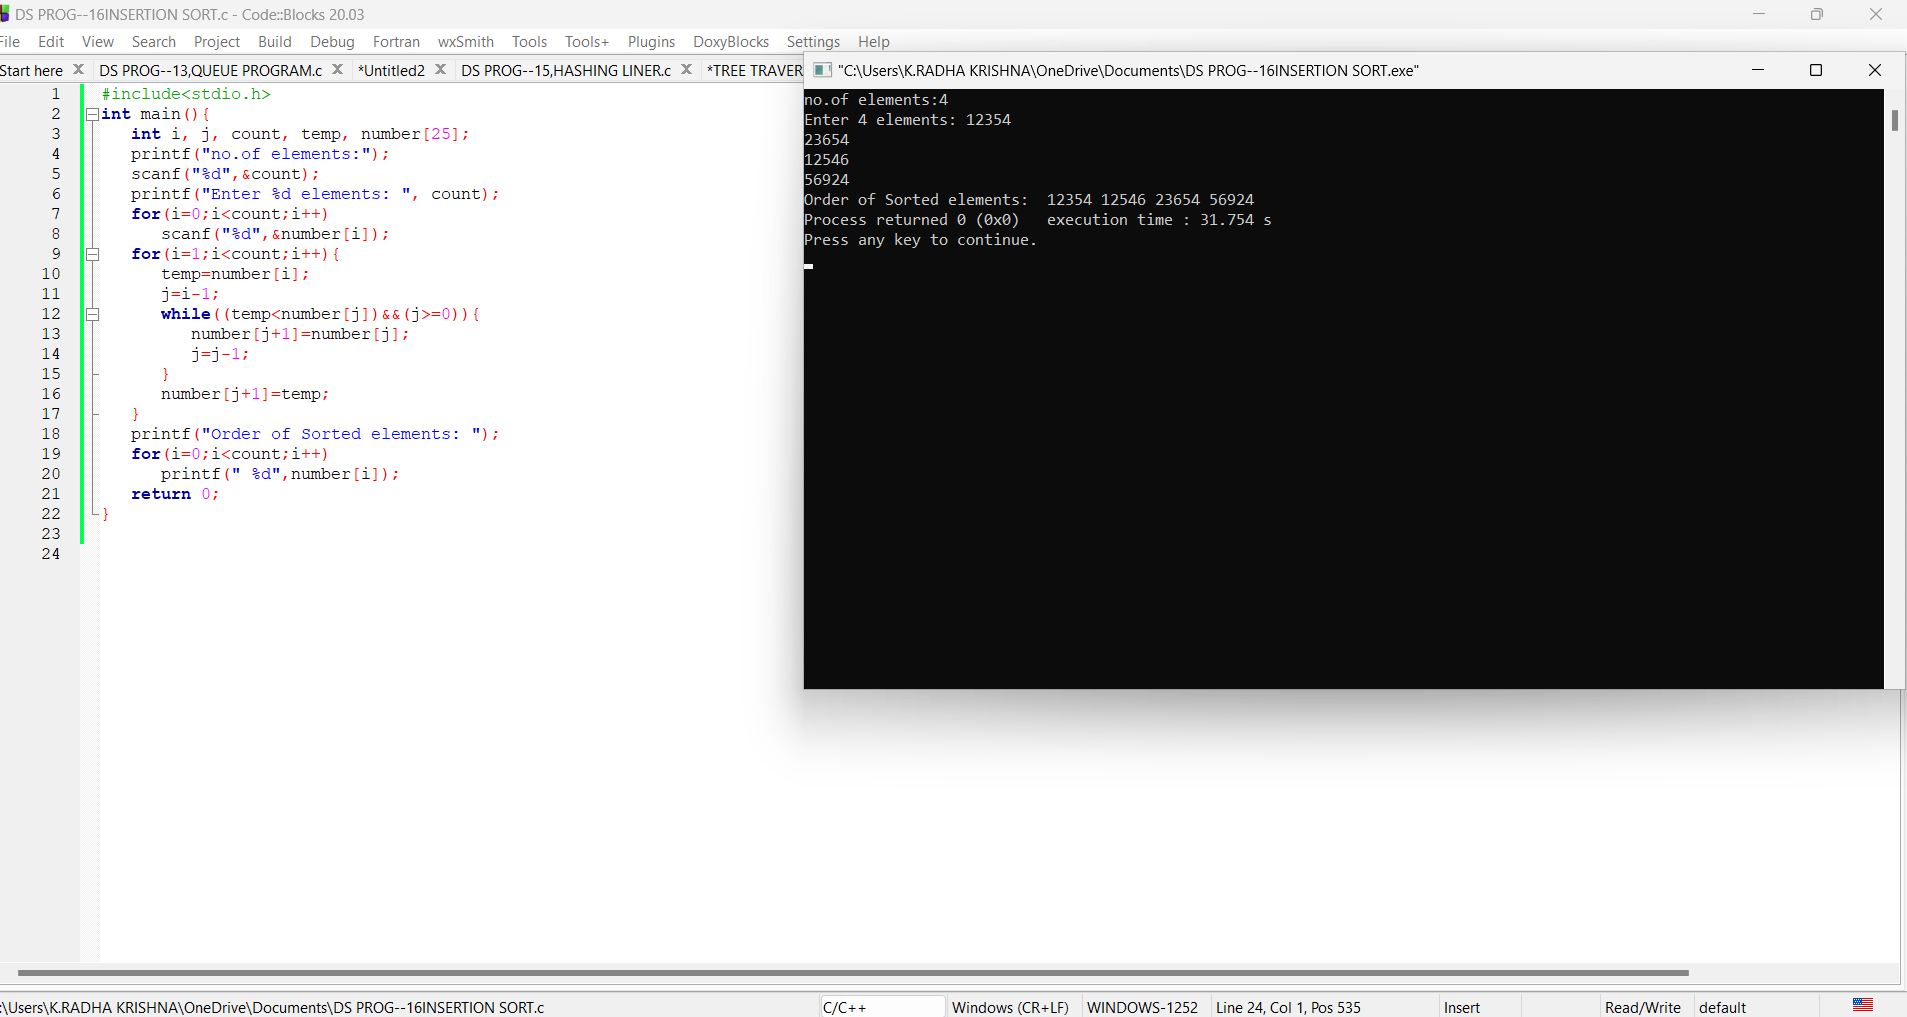 DS PROG--16INSERTION SORT.c - Code::Blocks 20.03
File Edit View Search Project Build Debug Fortran wxSmith Tools Tools+ Plugins DoxyBlocks Settings Help
Start here DS PROG--13,QUEUE PROGRAM.c *Untitled2 DS PROG--15,HASHING LINER.c *TREE TRAVER
1 #include<stdio.h>
2 int main(){
3 int i, j, count, temp, number[25];
4 printf("no.of elements:");
5 scanf("%d",&count);
6 printf("Enter %d elements: ", count);
7 for(i=0;i<count;i++)
8 scanf("%d",&number[i]);
9 for(i=1;i<count;i++){
10 temp=number[i];
11 j=i-1;
12 while((temp<number[j])&&(j>=0)){
13 number[j+1]=number[j];
14 j=j-1;
15 }
16 number[j+1]=temp;
17 }
18 printf("Order of Sorted elements: ");
19 for(i=0;i<count;i++)
20 printf(" %d",number[i]);
21 return 0;
22 }
23
24
"C:\Users\K.RADHA KRISHNA\OneDrive\Documents\DS PROG--16INSERTION SORT.exe"
no.of elements:4
Enter 4 elements: 12354
23654
12546
56924
Order of Sorted elements:  12354 12546 23654 56924
Process returned 0 (0x0)   execution time : 31.754 s
Press any key to continue.
:\Users\K.RADHA KRISHNA\OneDrive\Documents\DS PROG--16INSERTION SORT.c C/C++ Windows (CR+LF) WINDOWS-1252 Line 24, Col 1, Pos 535 Insert Read/Write default